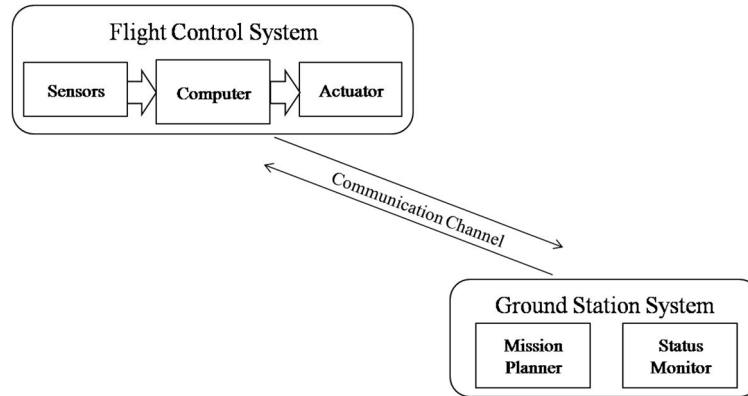 Flight Control System
Sensors
Computer
Actuator
Communication Channel
Ground Station System
Mission
Planner
Status
Monitor